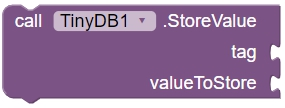 call TinyDB1 .StoreValue
tag
valueToStore